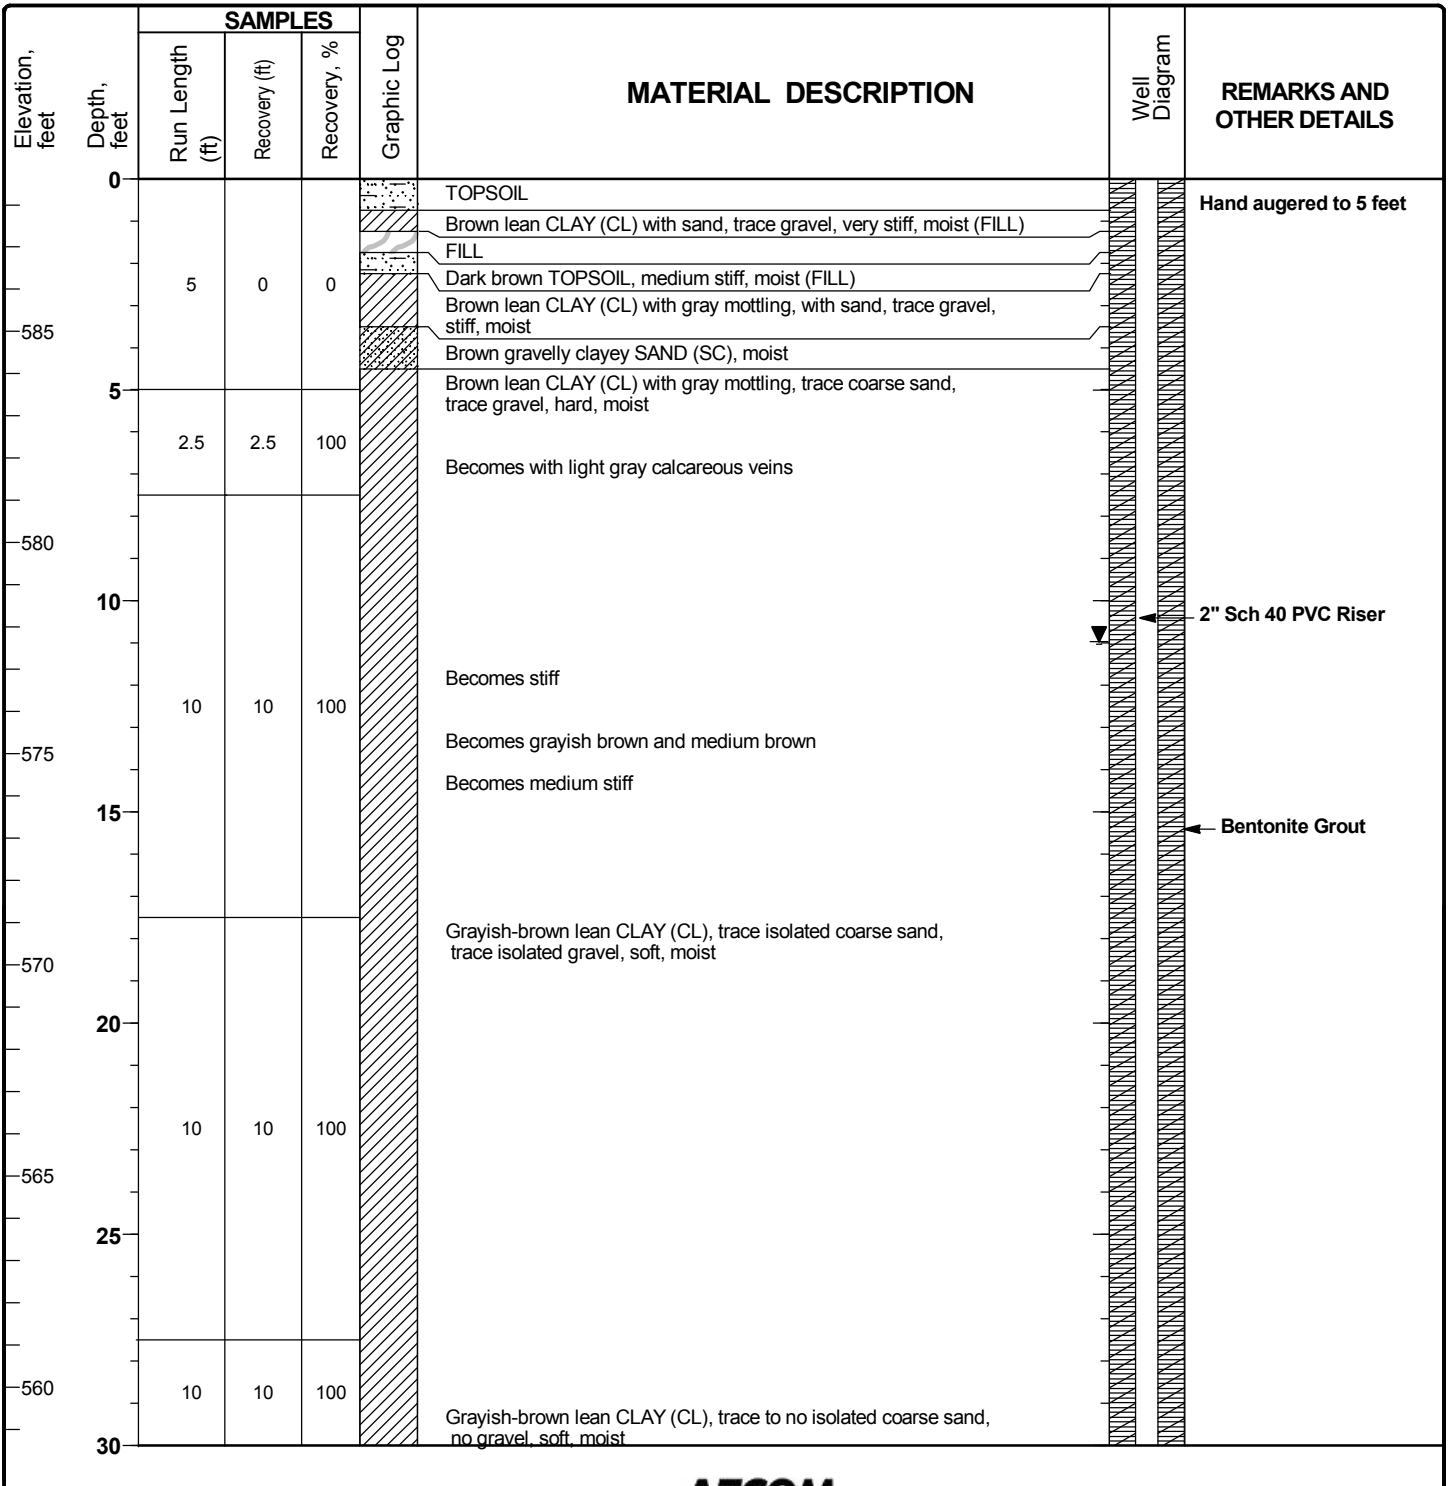 SAMPLES
Elevation,
feet
Depth,
feet
Run Length
(ft)
Recovery (ft)
Recovery, %
Graphic Log
MATERIAL DESCRIPTION
Well
Diagram
REMARKS AND
OTHER DETAILS
0
TOPSOIL
Hand augered to 5 feet
Brown lean CLAY (CL) with sand, trace gravel, very stiff, moist (FILL)
FILL
Dark brown TOPSOIL, medium stiff, moist (FILL)
5 0 0
Brown lean CLAY (CL) with gray mottling, with sand, trace gravel,
stiff, moist
585
Brown gravelly clayey SAND (SC), moist
5
Brown lean CLAY (CL) with gray mottling, trace coarse sand,
trace gravel, hard, moist
2.5 2.5 100
Becomes with light gray calcareous veins
580
10
2" Sch 40 PVC Riser
Becomes stiff
10 10 100
Becomes grayish brown and medium brown
575
Becomes medium stiff
15
Bentonite Grout
Grayish-brown lean CLAY (CL), trace isolated coarse sand,
trace isolated gravel, soft, moist
570
20
10 10 100
565
25
560
10 10 100
Grayish-brown lean CLAY (CL), trace to no isolated coarse sand,
no gravel, soft, moist
30
AECOM